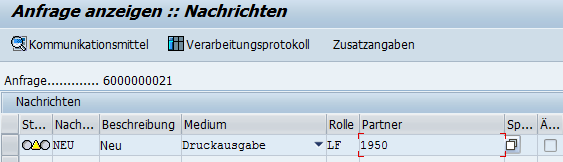 Anfrage anzeigen :: Nachrichten
Kommunikationsmittel Verarbeitungsprotokoll Zusatzangaben
Anfrage............. 6000000021
Nachrichten
St... Nach... Beschreibung Medium Rolle Partner Sp... Ä...
NEU Neu Druckausgabe LF 1950